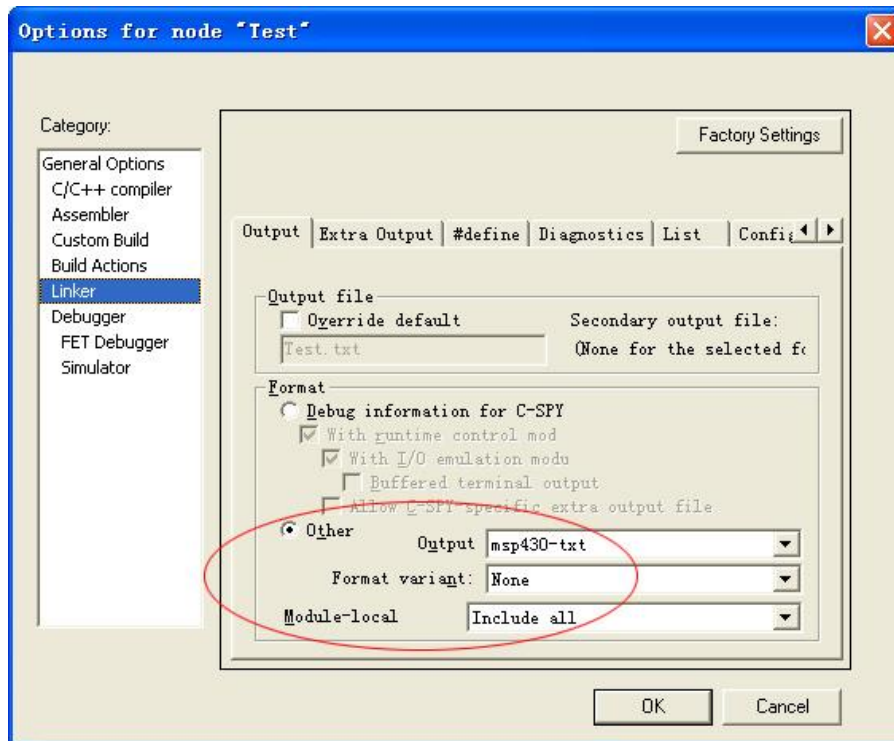 Options for node "Test"
Category:
Factory Settings
General Options
C/C++ compiler
Assembler
Custom Build
Build Actions
Linker
Debugger
FET Debugger
Simulator
Output
Extra Output
#define
Diagnostics
List
Config
Output file
Override default
Secondary output file:
Test.txt
(None for the selected fo
Format
Debug information for C-SPY
With runtime control mod
With I/O emulation modu
Buffered terminal output
Allow C-SPY-specific extra output file
Other
Output msp430-txt
Format variant: None
Module-local Include all
OK
Cancel